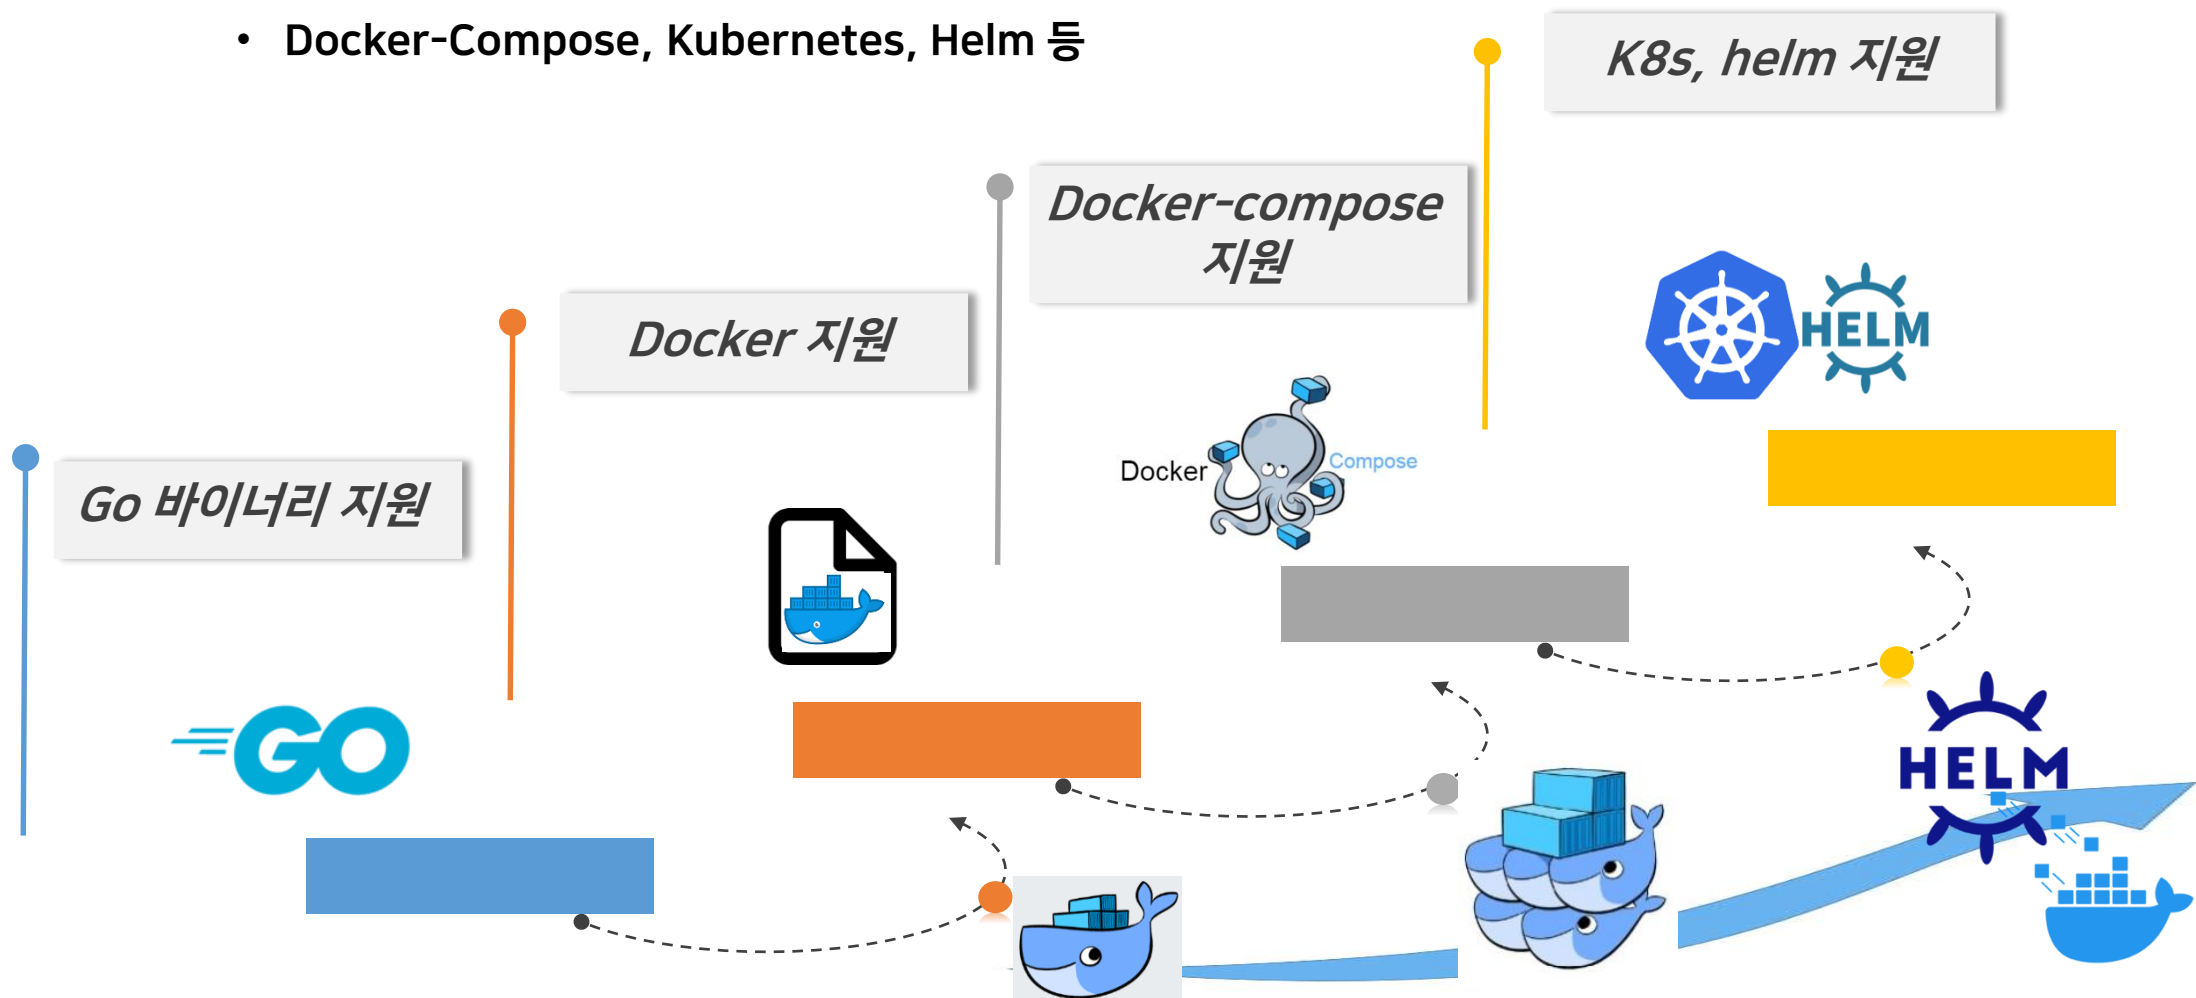 • Docker-Compose, Kubernetes, Helm 등
K8s, helm 지원
Docker-compose
지원
Docker 지원
Go 바이너리 지원
HELM
Docker
Compose
GO
HELM